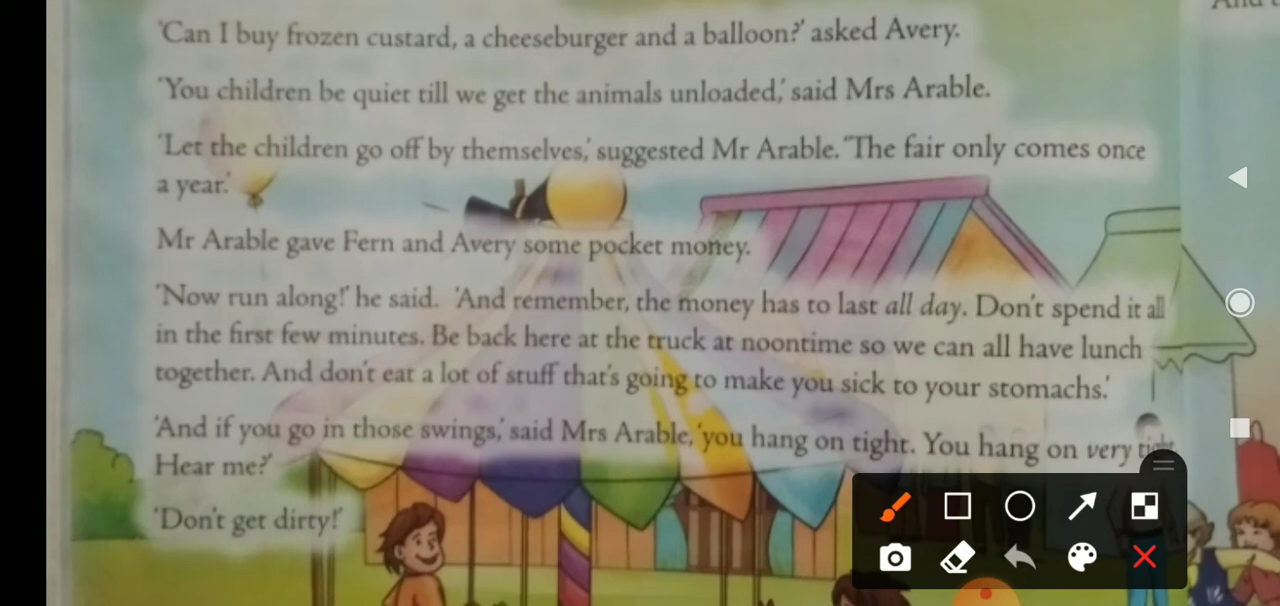 'Can I buy frozen custard, a cheeseburger and a balloon?' asked Avery.
'You children be quiet till we get the animals unloaded,' said Mrs Arable.
'Let the children go off by themselves,' suggested Mr Arable. 'The fair only comes once
a year.'
Mr Arable gave Fern and Avery some pocket money.
'Now run along!' he said. 'And remember, the money has to last all day. Don't spend it all
in the first few minutes. Be back here at the truck at noontime so we can all have lunch
together. And don't eat a lot of stuff that's going to make you sick to your stomachs.'
'And if you go in those swings,' said Mrs Arable, 'you hang on tight. You hang on very tight.
Hear me?'
'Don't get dirty!'